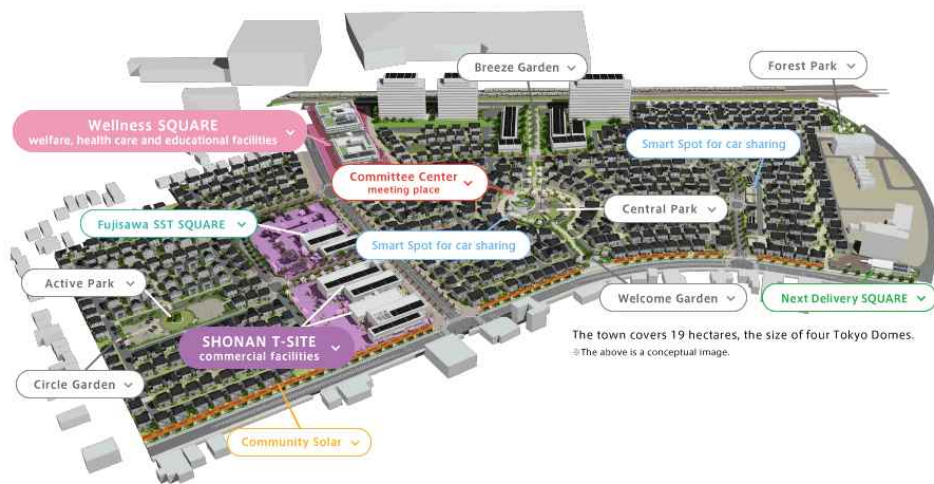 Breeze Garden
Forest Park
Wellness SQUARE
welfare, health care and educational facilities
Smart Spot for car sharing
Committee Center
meeting place
Central Park
Fujisawa SST SQUARE
Smart Spot for car sharing
Active Park
Welcome Garden
Next Delivery SQUARE
SHONAN T-SITE
commercial facilities
The town covers 19 hectares, the size of four Tokyo Domes.
※The above is a conceptual image.
Circle Garden
Community Solar